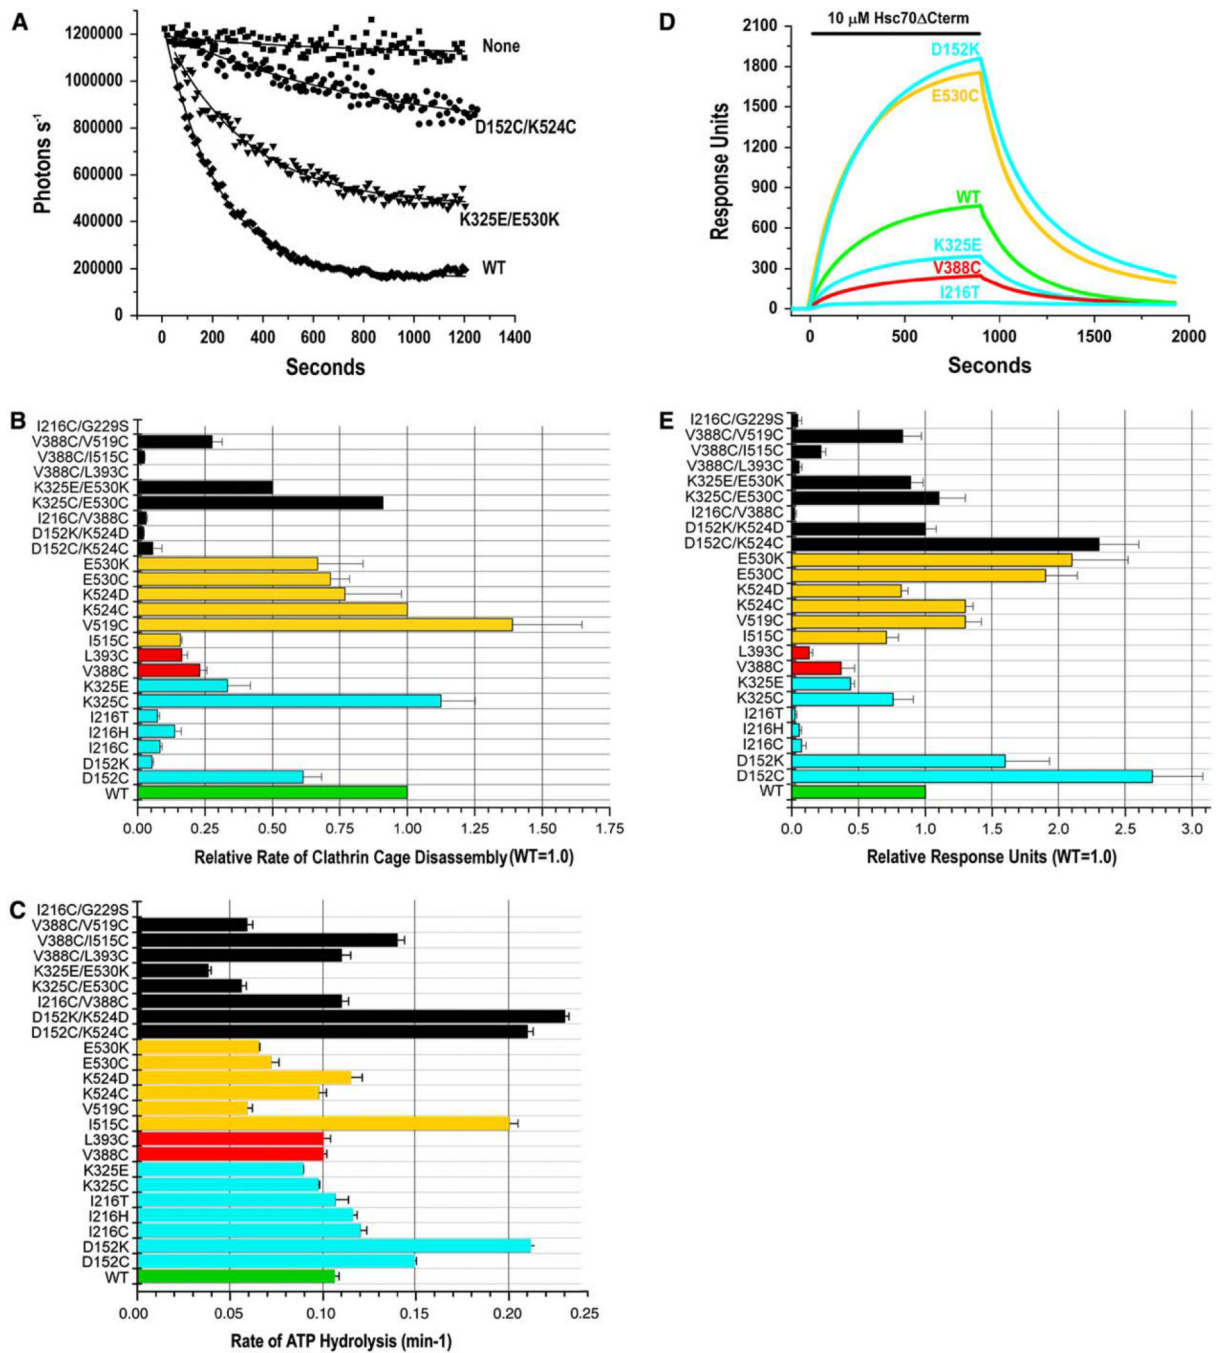 A
Photons s-1
1200000
1000000
800000
600000
400000
200000
0
None
D152C/K524C
K325E/E530K
WT
0 200 400 600 800 1000 1200 1400
Seconds
D
10 μM Hsc70ΔCterm
Response Units
2100
1800
1500
1200
900
600
300
0
D152K
E530C
WT
K325E
V388C
I216T
0 500 1000 1500 2000
Seconds
B
I216C/G229S
V388C/V519C
V388C/I515C
V388C/L393C
K325E/E530K
K325C/E530C
I216C/V388C
D152K/K524D
D152C/K524C
E530K
E530C
K524D
K524C
V519C
I515C
L393C
V388C
K325E
K325C
I216T
I216H
I216C
D152K
D152C
WT
0.00 0.25 0.50 0.75 1.00 1.25 1.50 1.75
Relative Rate of Clathrin Cage Disassembly (WT=1.0)
E
I216C/G229S
V388C/V519C
V388C/I515C
V388C/L393C
K325E/E530K
K325C/E530C
I216C/V388C
D152K/K524D
D152C/K524C
E530K
E530C
K524D
K524C
V519C
I515C
L393C
V388C
K325E
K325C
I216T
I216H
I216C
D152K
D152C
WT
0.0 0.5 1.0 1.5 2.0 2.5 3.0
Relative Response Units (WT=1.0)
C
I216C/G229S
V388C/V519C
V388C/I515C
V388C/L393C
K325E/E530K
K325C/E530C
I216C/V388C
D152K/K524D
D152C/K524C
E530K
E530C
K524D
K524C
V519C
I515C
L393C
V388C
K325E
K325C
I216T
I216H
I216C
D152K
D152C
WT
0.00 0.05 0.10 0.15 0.20 0.25
Rate of ATP Hydrolysis (min-1)